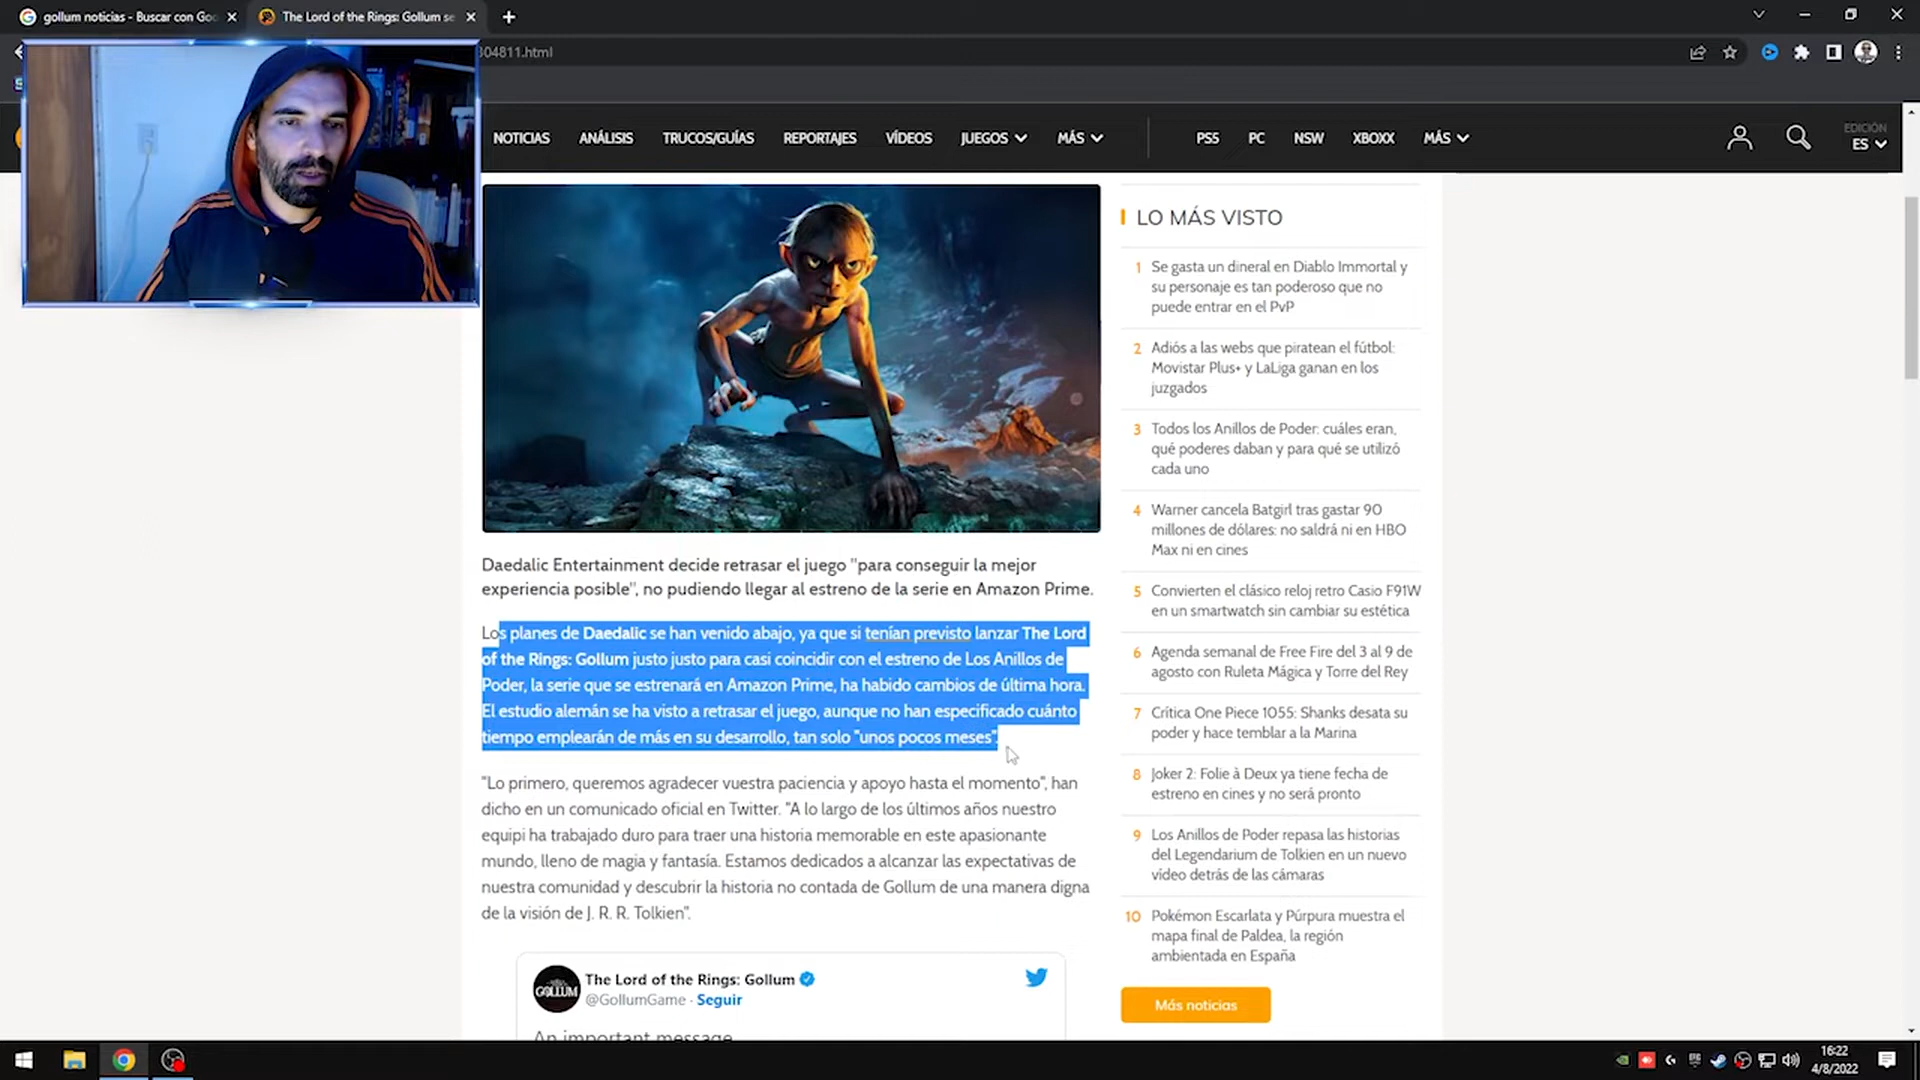 gollum noticias - Buscar con Goo
The Lord of the Rings: Gollum se
304811.html
NOTICIAS ANÁLISIS TRUCOS/GUÍAS REPORTAJES VÍDEOS JUEGOS MÁS PS5 PC NSW XBOXX MÁS
EDICIÓN
ES
LO MÁS VISTO
1 Se gasta un dineral en Diablo Immortal y
su personaje es tan poderoso que no
puede entrar en el PvP
2 Adiós a las webs que piratean el fútbol:
Movistar Plus+ y LaLiga ganan en los
juzgados
3 Todos los Anillos de Poder: cuáles eran,
qué poderes daban y para qué se utilizó
cada uno
4 Warner cancela Batgirl tras gastar 90
millones de dólares: no saldrá ni en HBO
Max ni en cines
5 Convierten el clásico reloj retro Casio F91W
en un smartwatch sin cambiar su estética
6 Agenda semanal de Free Fire del 3 al 9 de
agosto con Ruleta Mágica y Torre del Rey
7 Crítica One Piece 1055: Shanks desata su
poder y hace temblar a la Marina
8 Joker 2: Folie à Deux ya tiene fecha de
estreno en cines y no será pronto
9 Los Anillos de Poder repasa las historias
del Legendarium de Tolkien en un nuevo
vídeo detrás de las cámaras
10 Pokémon Escarlata y Púrpura muestra el
mapa final de Paldea, la región
ambientada en España
Más noticias
Daedalic Entertainment decide retrasar el juego "para conseguir la mejor
experiencia posible", no pudiendo llegar al estreno de la serie en Amazon Prime.
Los planes de Daedalic se han venido abajo, ya que si tenían previsto lanzar The Lord
of the Rings: Gollum justo justo para casi coincidir con el estreno de Los Anillos de
Poder, la serie que se estrenará en Amazon Prime, ha habido cambios de última hora.
El estudio alemán se ha visto a retrasar el juego, aunque no han especificado cuánto
tiempo emplearán de más en su desarrollo, tan solo "unos pocos meses".
"Lo primero, queremos agradecer vuestra paciencia y apoyo hasta el momento", han
dicho en un comunicado oficial en Twitter. "A lo largo de los últimos años nuestro
equipi ha trabajado duro para traer una historia memorable en este apasionante
mundo, lleno de magia y fantasía. Estamos dedicados a alcanzar las expectativas de
nuestra comunidad y descubrir la historia no contada de Gollum de una manera digna
de la visión de J. R. R. Tolkien".
GOLLUM
The Lord of the Rings: Gollum
@GollumGame · Seguir
An important message
16:22
4/8/2022